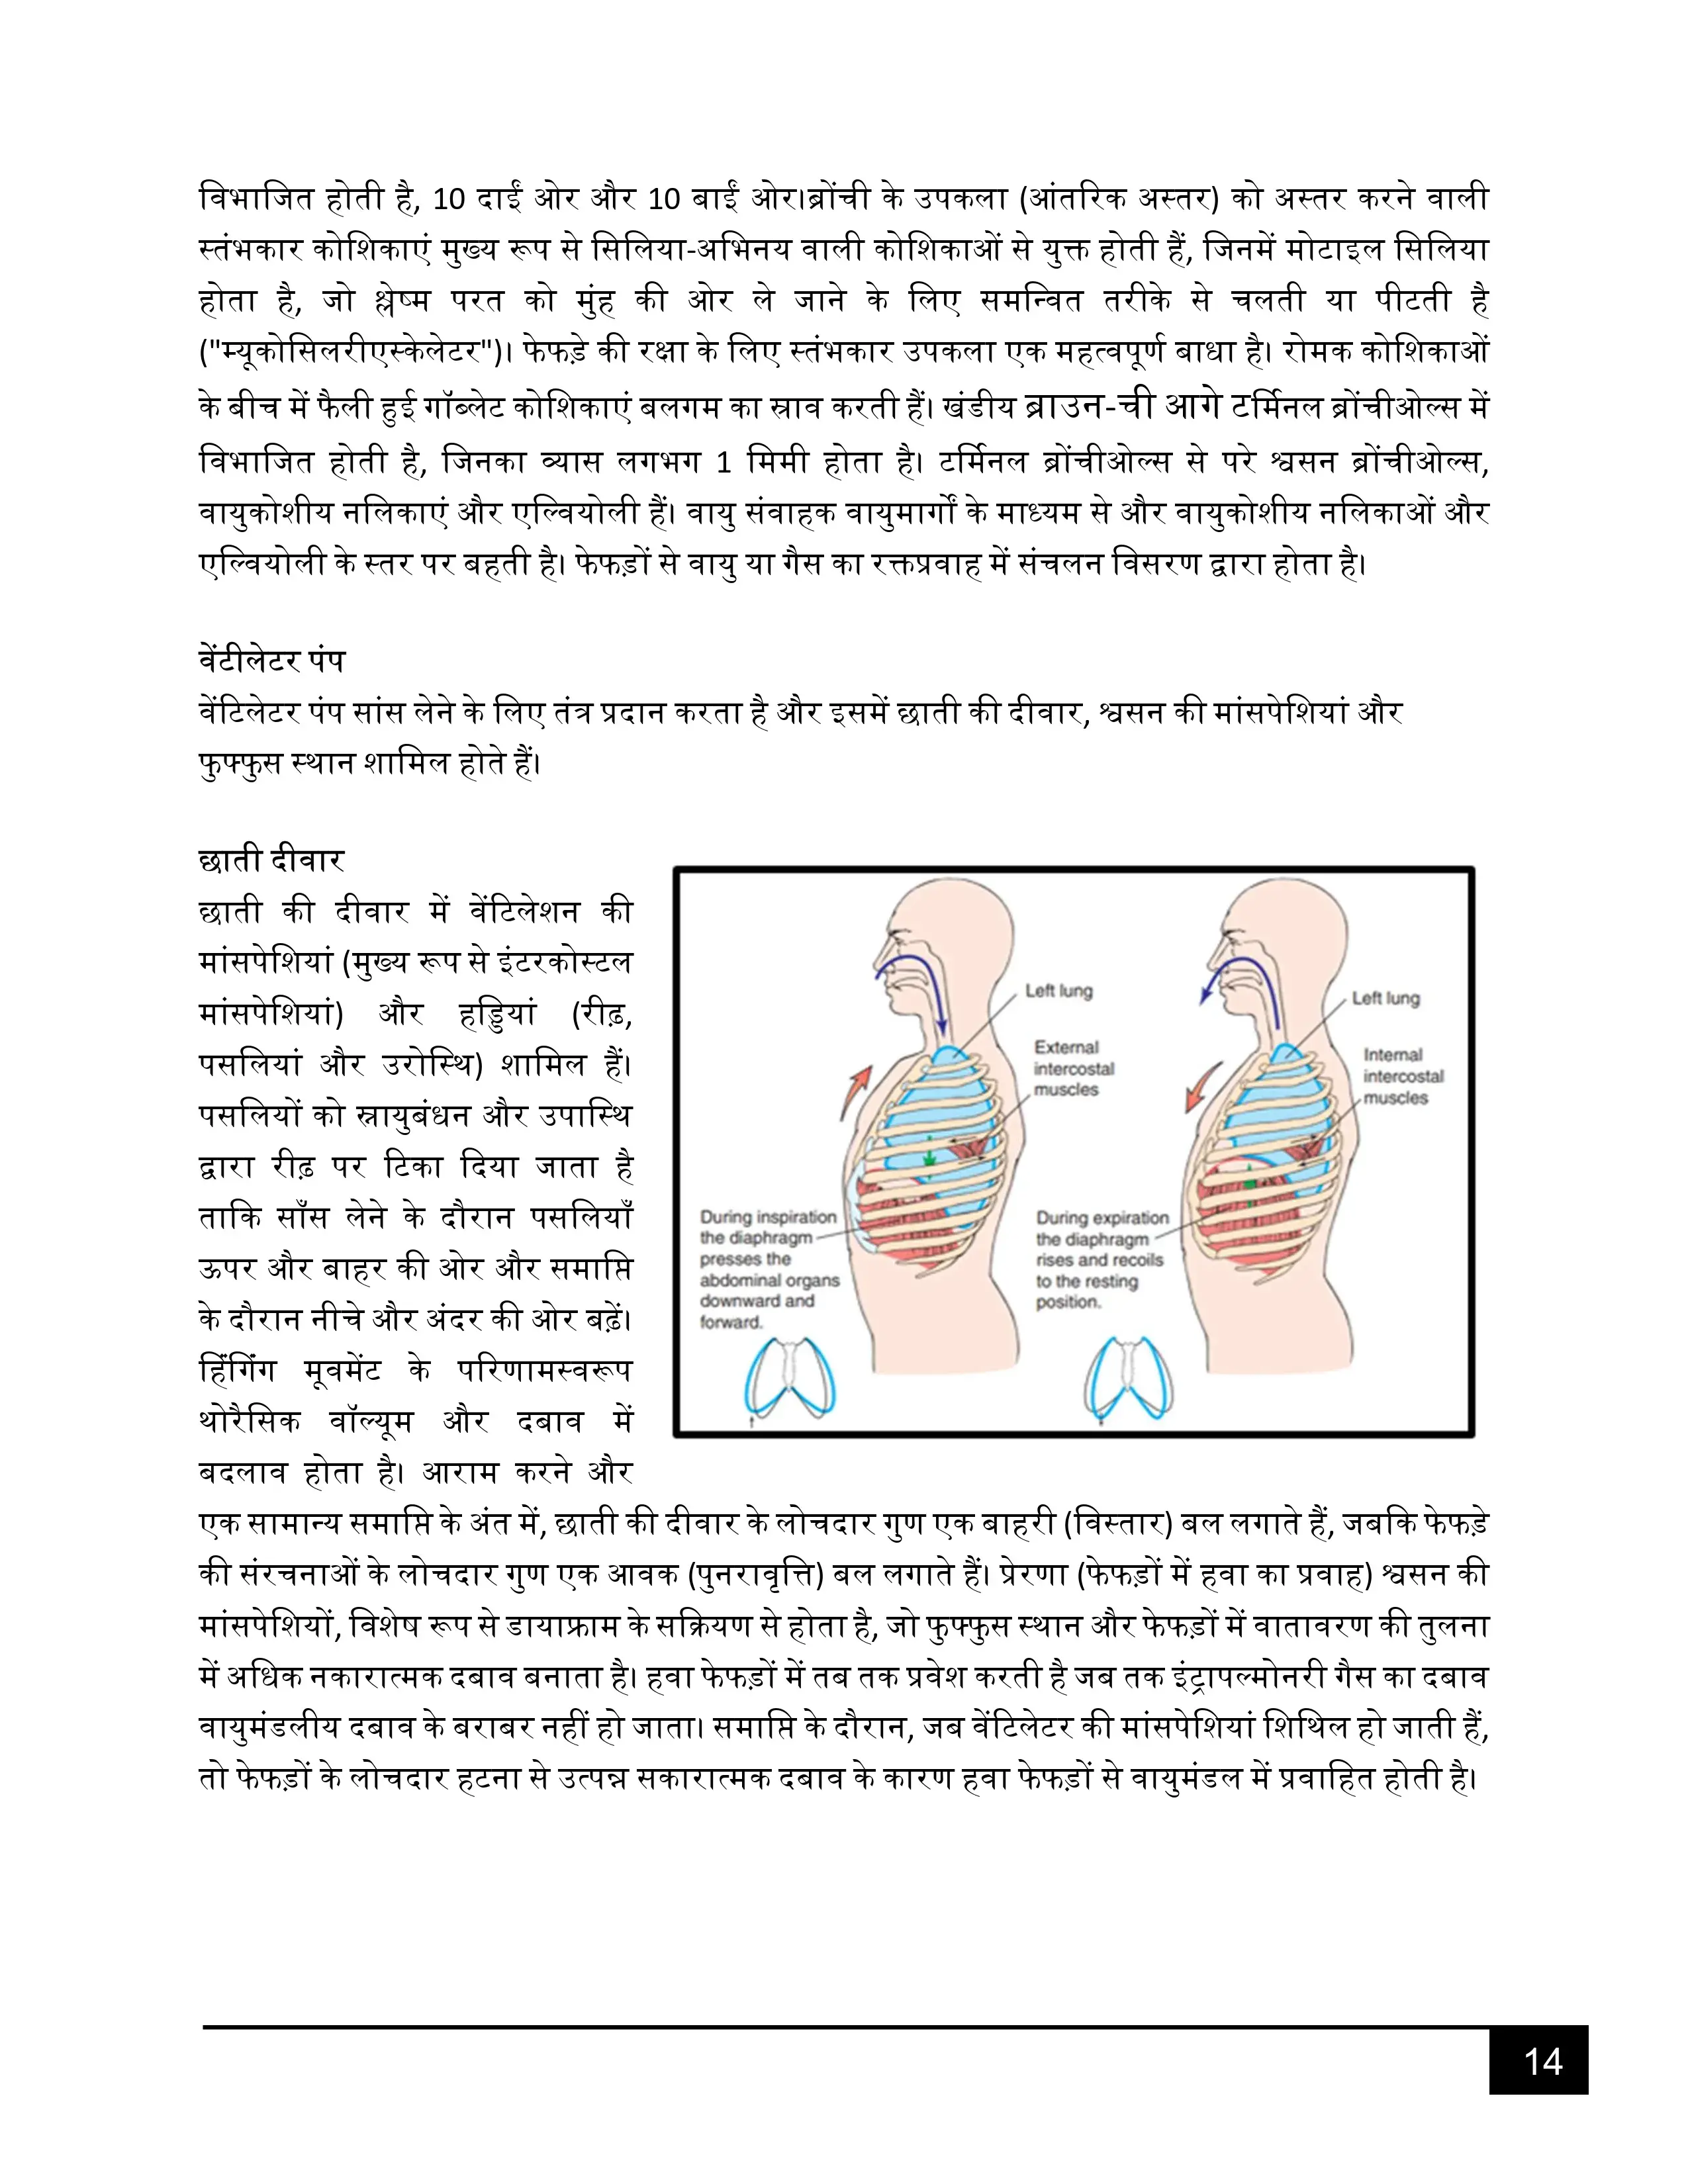 विभाजित होती है, 10 दाईं ओर और 10 बाईं ओर।ब्रोंची के उपकला (आंतरिक अस्तर) को अस्तर करने वाली
स्तंभकार कोशिकाएं मुख्य रूप से सिलिया-अभिनय वाली कोशिकाओं से युक्त होती हैं, जिनमें मोटाइल सिलिया
होता है, जो श्लेष्म परत को मुंह की ओर ले जाने के लिए समन्वित तरीके से चलती या पीटती है
("म्यूकोसिलरीएस्केलेटर")। फेफड़े की रक्षा के लिए स्तंभकार उपकला एक महत्वपूर्ण बाधा है। रोमक कोशिकाओं
के बीच में फैली हुई गॉब्लेट कोशिकाएं बलगम का स्राव करती हैं। खंडीय ब्राउन-ची आगे टर्मिनल ब्रोंचीओल्स में
विभाजित होती है, जिनका व्यास लगभग 1 मिमी होता है। टर्मिनल ब्रोंचीओल्स से परे श्वसन ब्रोंचीओल्स,
वायुकोशीय नलिकाएं और एल्वियोली हैं। वायु संवाहक वायुमार्गों के माध्यम से और वायुकोशीय नलिकाओं और
एल्वियोली के स्तर पर बहती है। फेफड़ों से वायु या गैस का रक्तप्रवाह में संचलन विसरण द्वारा होता है।
वेंटीलेटर पंप
वेंटिलेटर पंप सांस लेने के लिए तंत्र प्रदान करता है और इसमें छाती की दीवार, श्वसन की मांसपेशियां और
फुफ्फुस स्थान शामिल होते हैं।
छाती दीवार
छाती की दीवार में वेंटिलेशन की
मांसपेशियां (मुख्य रूप से इंटरकोस्टल
मांसपेशियां) और हड्डियां (रीढ़,
पसलियां और उरोस्थि) शामिल हैं।
पसलियों को स्नायुबंधन और उपास्थि
द्वारा रीढ़ पर टिका दिया जाता है
ताकि साँस लेने के दौरान पसलियाँ
ऊपर और बाहर की ओर और समाप्ति
के दौरान नीचे और अंदर की ओर बढ़ें।
हिंगिंग मूवमेंट के परिणामस्वरूप
थोरैसिक वॉल्यूम और दबाव में
बदलाव होता है। आराम करने और
एक सामान्य समाप्ति के अंत में, छाती की दीवार के लोचदार गुण एक बाहरी (विस्तार) बल लगाते हैं, जबकि फेफड़े
की संरचनाओं के लोचदार गुण एक आवक (पुनरावृत्ति) बल लगाते हैं। प्रेरणा (फेफड़ों में हवा का प्रवाह) श्वसन की
मांसपेशियों, विशेष रूप से डायाफ्राम के सक्रियण से होता है, जो फुफ्फुस स्थान और फेफड़ों में वातावरण की तुलना
में अधिक नकारात्मक दबाव बनाता है। हवा फेफड़ों में तब तक प्रवेश करती है जब तक इंट्रापल्मोनरी गैस का दबाव
वायुमंडलीय दबाव के बराबर नहीं हो जाता। समाप्ति के दौरान, जब वेंटिलेटर की मांसपेशियां शिथिल हो जाती हैं,
तो फेफड़ों के लोचदार हटना से उत्पन्न सकारात्मक दबाव के कारण हवा फेफड़ों से वायुमंडल में प्रवाहित होती है।
Left lung
External
intercostal
muscles
During inspiration
the diaphragm
presses the
abdominal organs
downward and
forward.
Left lung
Internal
intercostal
muscles
During expiration
the diaphragm
rises and recoils
to the resting
position.
14